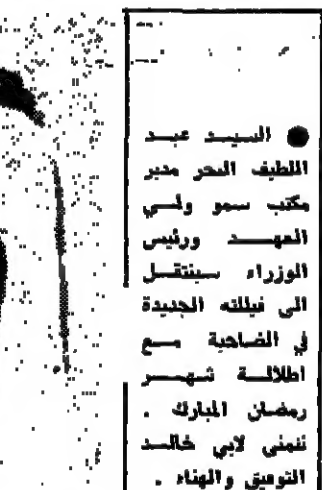 ● السيد عبد
اللطيف البحر مدير
مكتب سمو ولي
العهد ورئيس
الوزراء سينتقل
الى فيللته الجديدة
في الضاحية مع
اطلالة شهر
رمضان المبارك .
نتمنى لابي خالد
التوفيق والهناء .